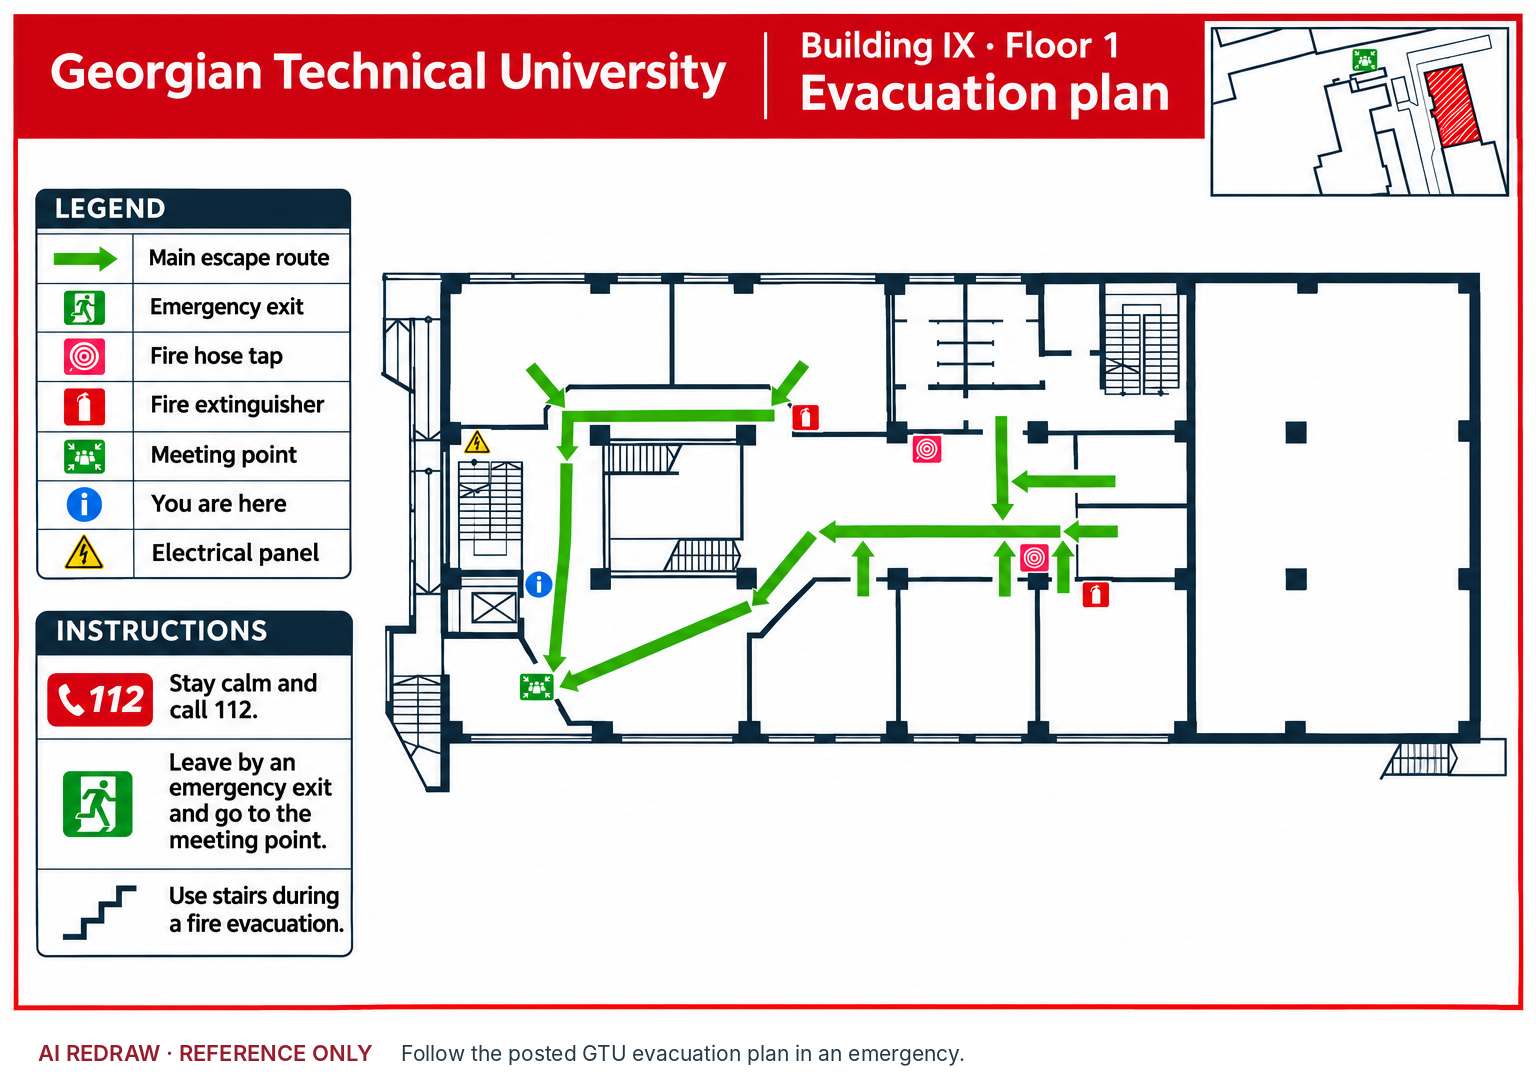 Georgian Technical University
Building IX · Floor 1
Evacuation plan
LEGEND
Main escape route
Emergency exit
Fire hose tap
Fire extinguisher
Meeting point
i
You are here
Electrical panel
INSTRUCTIONS
112
Stay calm and
call 112.
Leave by an
emergency exit
and go to the
meeting point.
Use stairs during
a fire evacuation.
i
AI REDRAW · REFERENCE ONLY
Follow the posted GTU evacuation plan in an emergency.